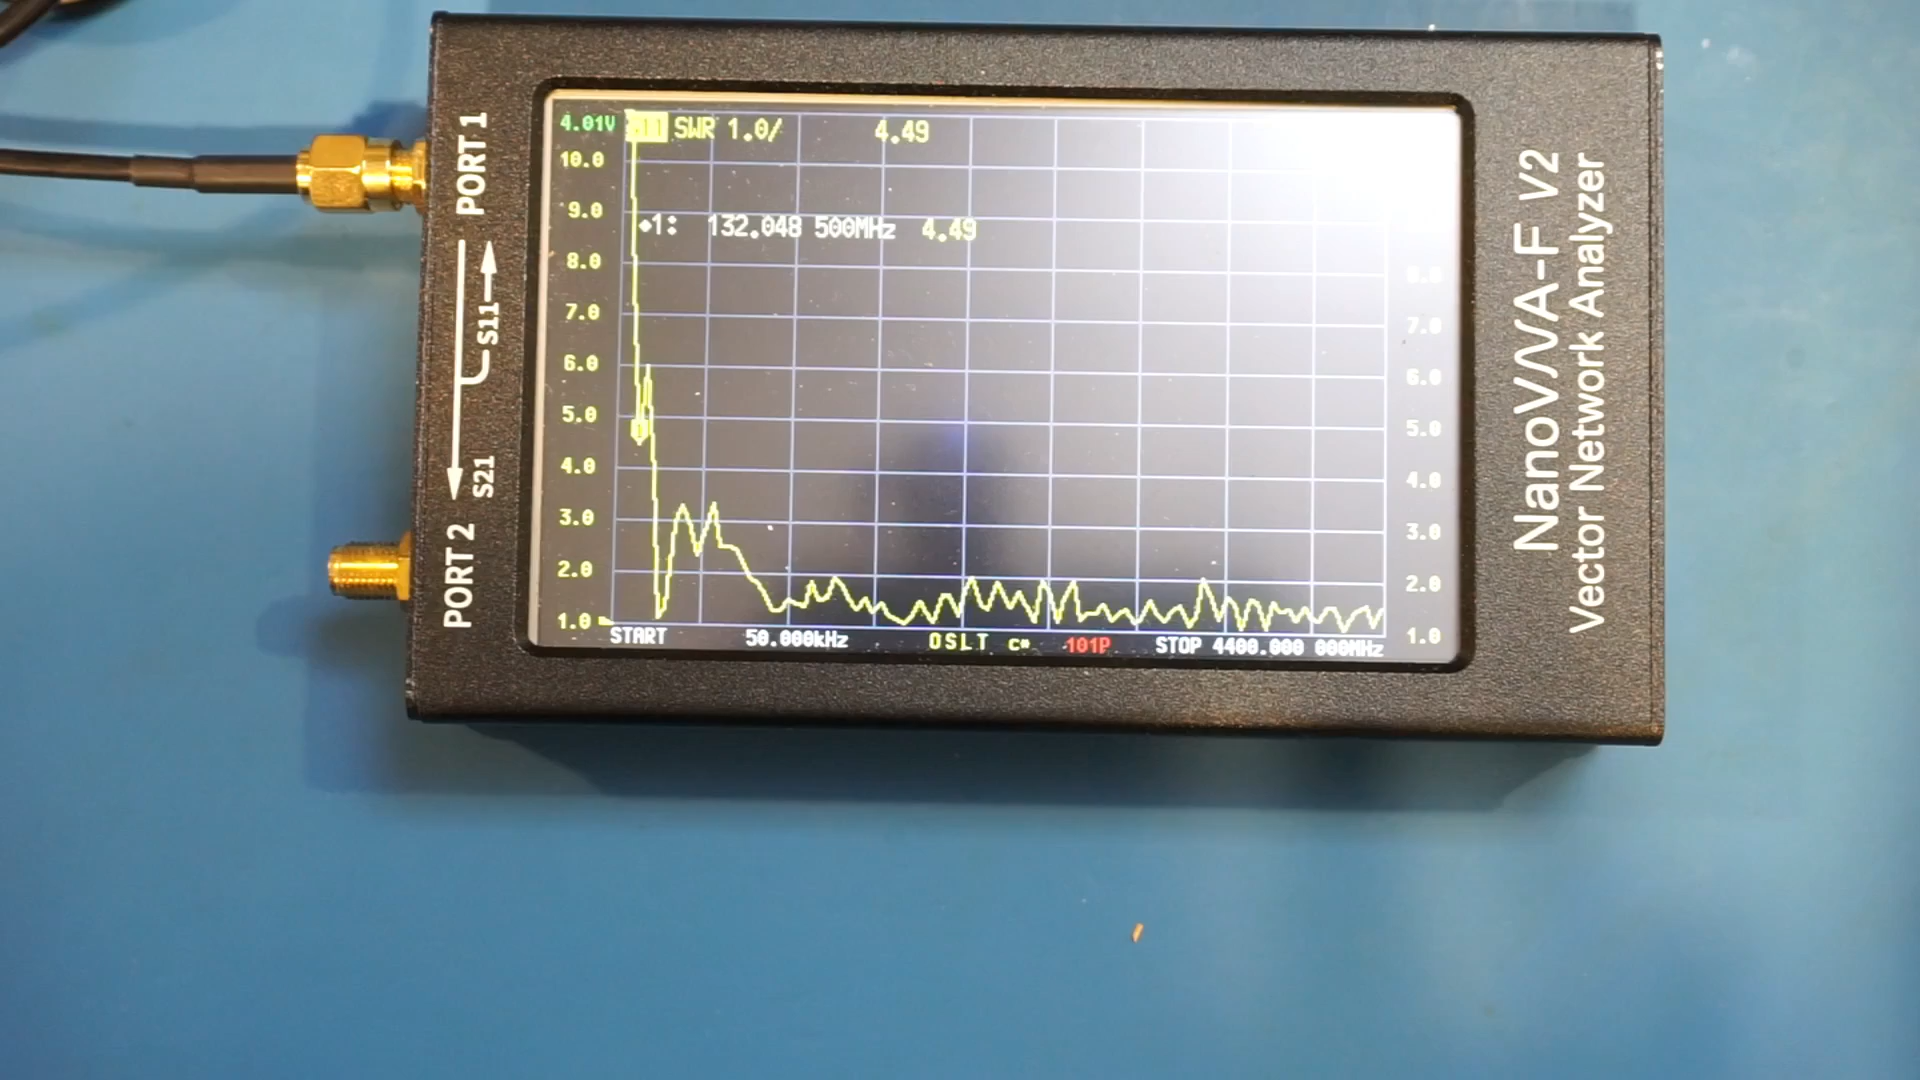 4.01V S11 SWR 1.0/ 4.49
◆1: 132.048 500MHz 4.49
10.0
9.0
8.0
7.0
6.0
5.0
4.0
3.0
2.0
1.0
8.0
7.0
6.0
5.0
4.0
3.0
2.0
1.0
1
START 50.000kHz OSLT c* 101P STOP 4400.000 000MHz
PORT 1
S11
S21
PORT 2
NanoVNA-F V2
Vector Network Analyzer